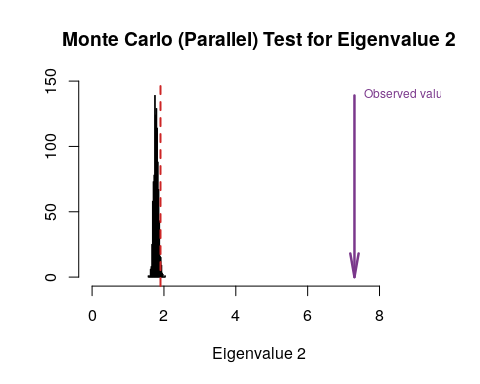 Monte Carlo (Parallel) Test for Eigenvalue 2
150
100
50
0
Observed valu
0 2 4 6 8
Eigenvalue 2